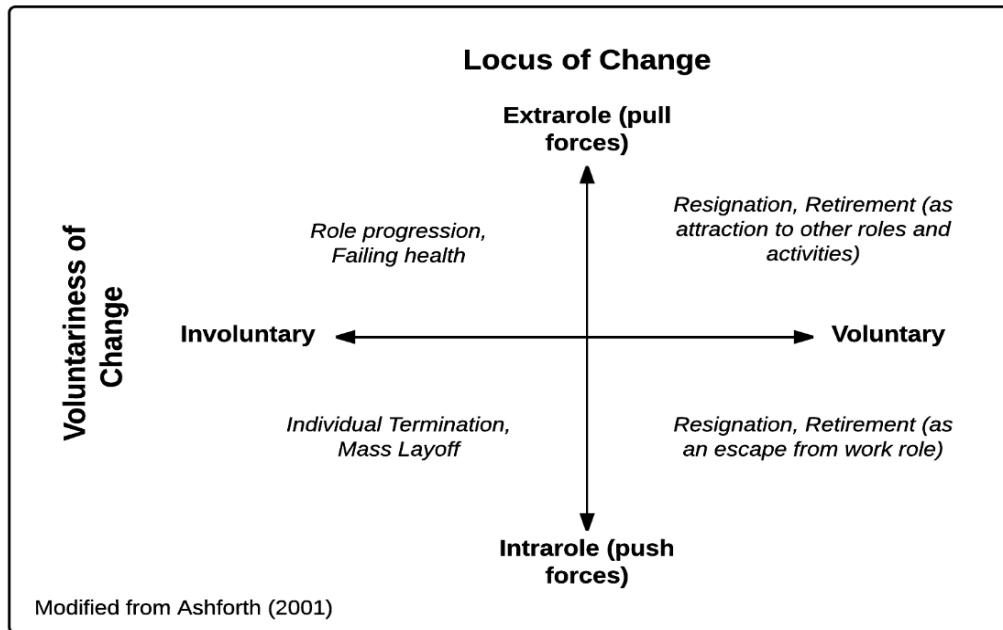 Locus of Change
Extrarole (pull
forces)
Role progression,
Failing health
Resignation, Retirement (as
attraction to other roles and
activities)
Voluntariness of
Change
Involuntary
Voluntary
Individual Termination,
Mass Layoff
Resignation, Retirement (as
an escape from work role)
Intrarole (push
forces)
Modified from Ashforth (2001)